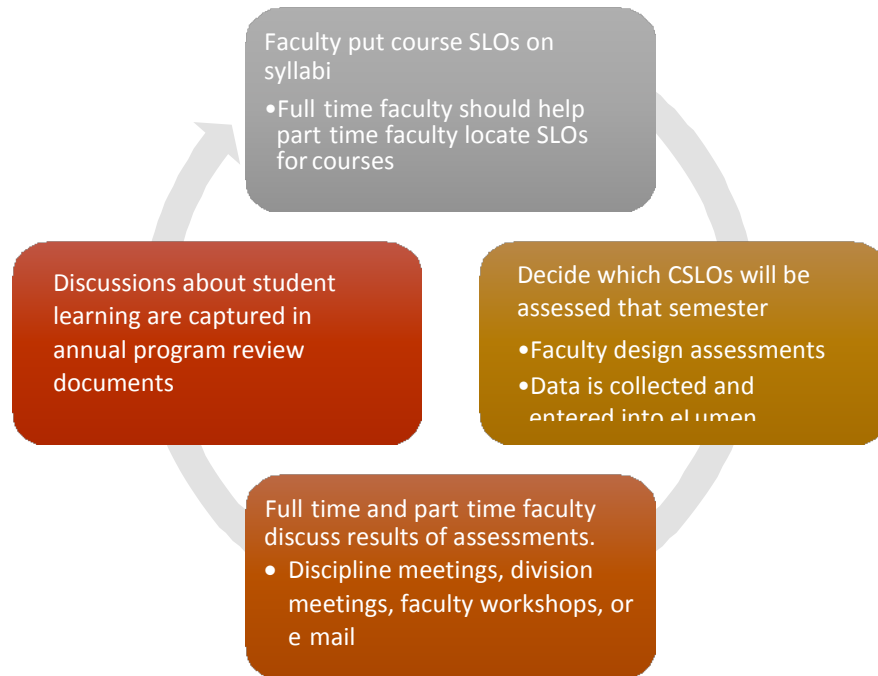 Faculty put course SLOs on
syllabi
•Full time faculty should help
part time faculty locate SLOs
for courses
Decide which CSLOs will be
assessed that semester
•Faculty design assessments
•Data is collected and
entered into eLumen
Full time and part time faculty
discuss results of assessments.
• Discipline meetings, division
meetings, faculty workshops, or
e mail
Discussions about student
learning are captured in
annual program review
documents